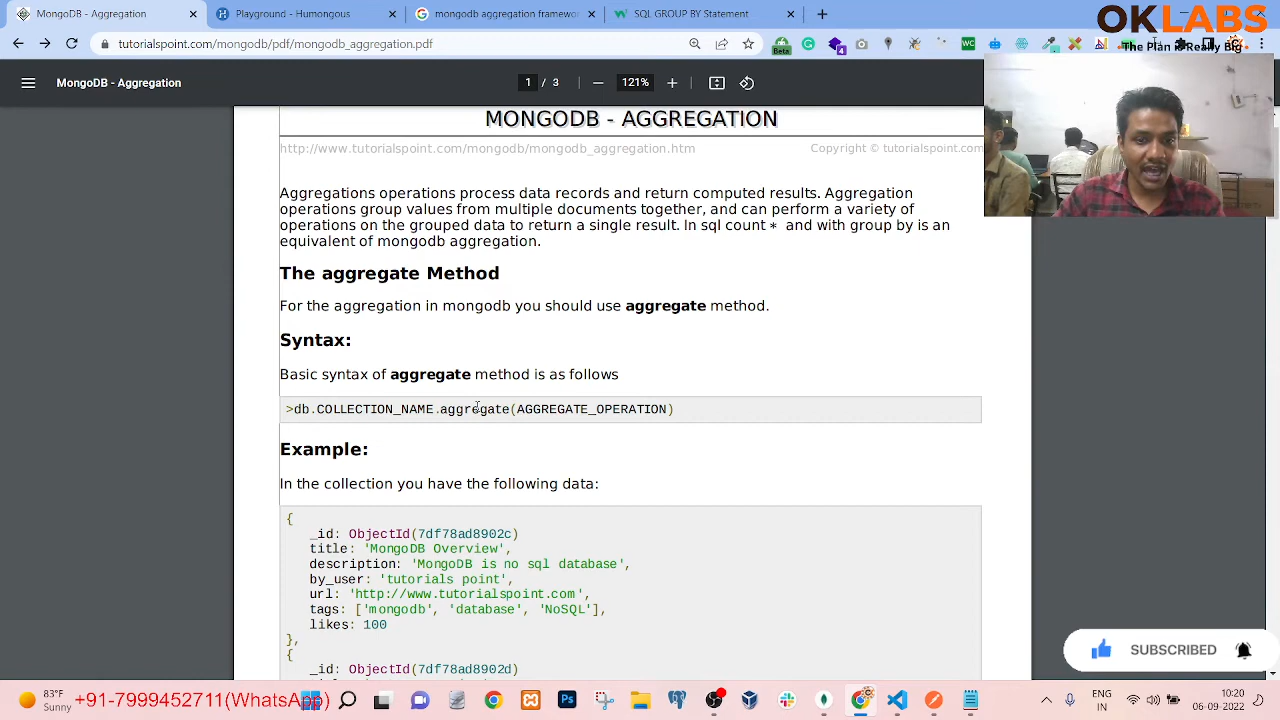 MongoDB - Aggregation
Playground - Humongous
mongodb aggregation framewo
SQL GROUP BY Statement
OKLABS
tutorialspoint.com/mongodb/pdf/mongodb_aggregation.pdf
The Plan is Really Big
MongoDB - Aggregation
1 / 3
121%
MONGODB - AGGREGATION
http://www.tutorialspoint.com/mongodb/mongodb_aggregation.htm
Copyright © tutorialspoint.com
Aggregations operations process data records and return computed results. Aggregation
operations group values from multiple documents together, and can perform a variety of
operations on the grouped data to return a single result. In sql count * and with group by is an
equivalent of mongodb aggregation.
The aggregate Method
For the aggregation in mongodb you should use aggregate method.
Syntax:
Basic syntax of aggregate method is as follows
>db.COLLECTION_NAME.aggregate(AGGREGATE_OPERATION)
Example:
In the collection you have the following data:
{
_id: ObjectId(7df78ad8902c)
title: 'MongoDB Overview',
description: 'MongoDB is no sql database',
by_user: 'tutorials point',
url: 'http://www.tutorialspoint.com',
tags: ['mongodb', 'database', 'NoSQL'],
likes: 100
},
{
_id: ObjectId(7df78ad8902d)
SUBSCRIBED
83°F
Sunny
+91-7999452711(WhatsApp)
ENG
IN
10:20
06-09-2022